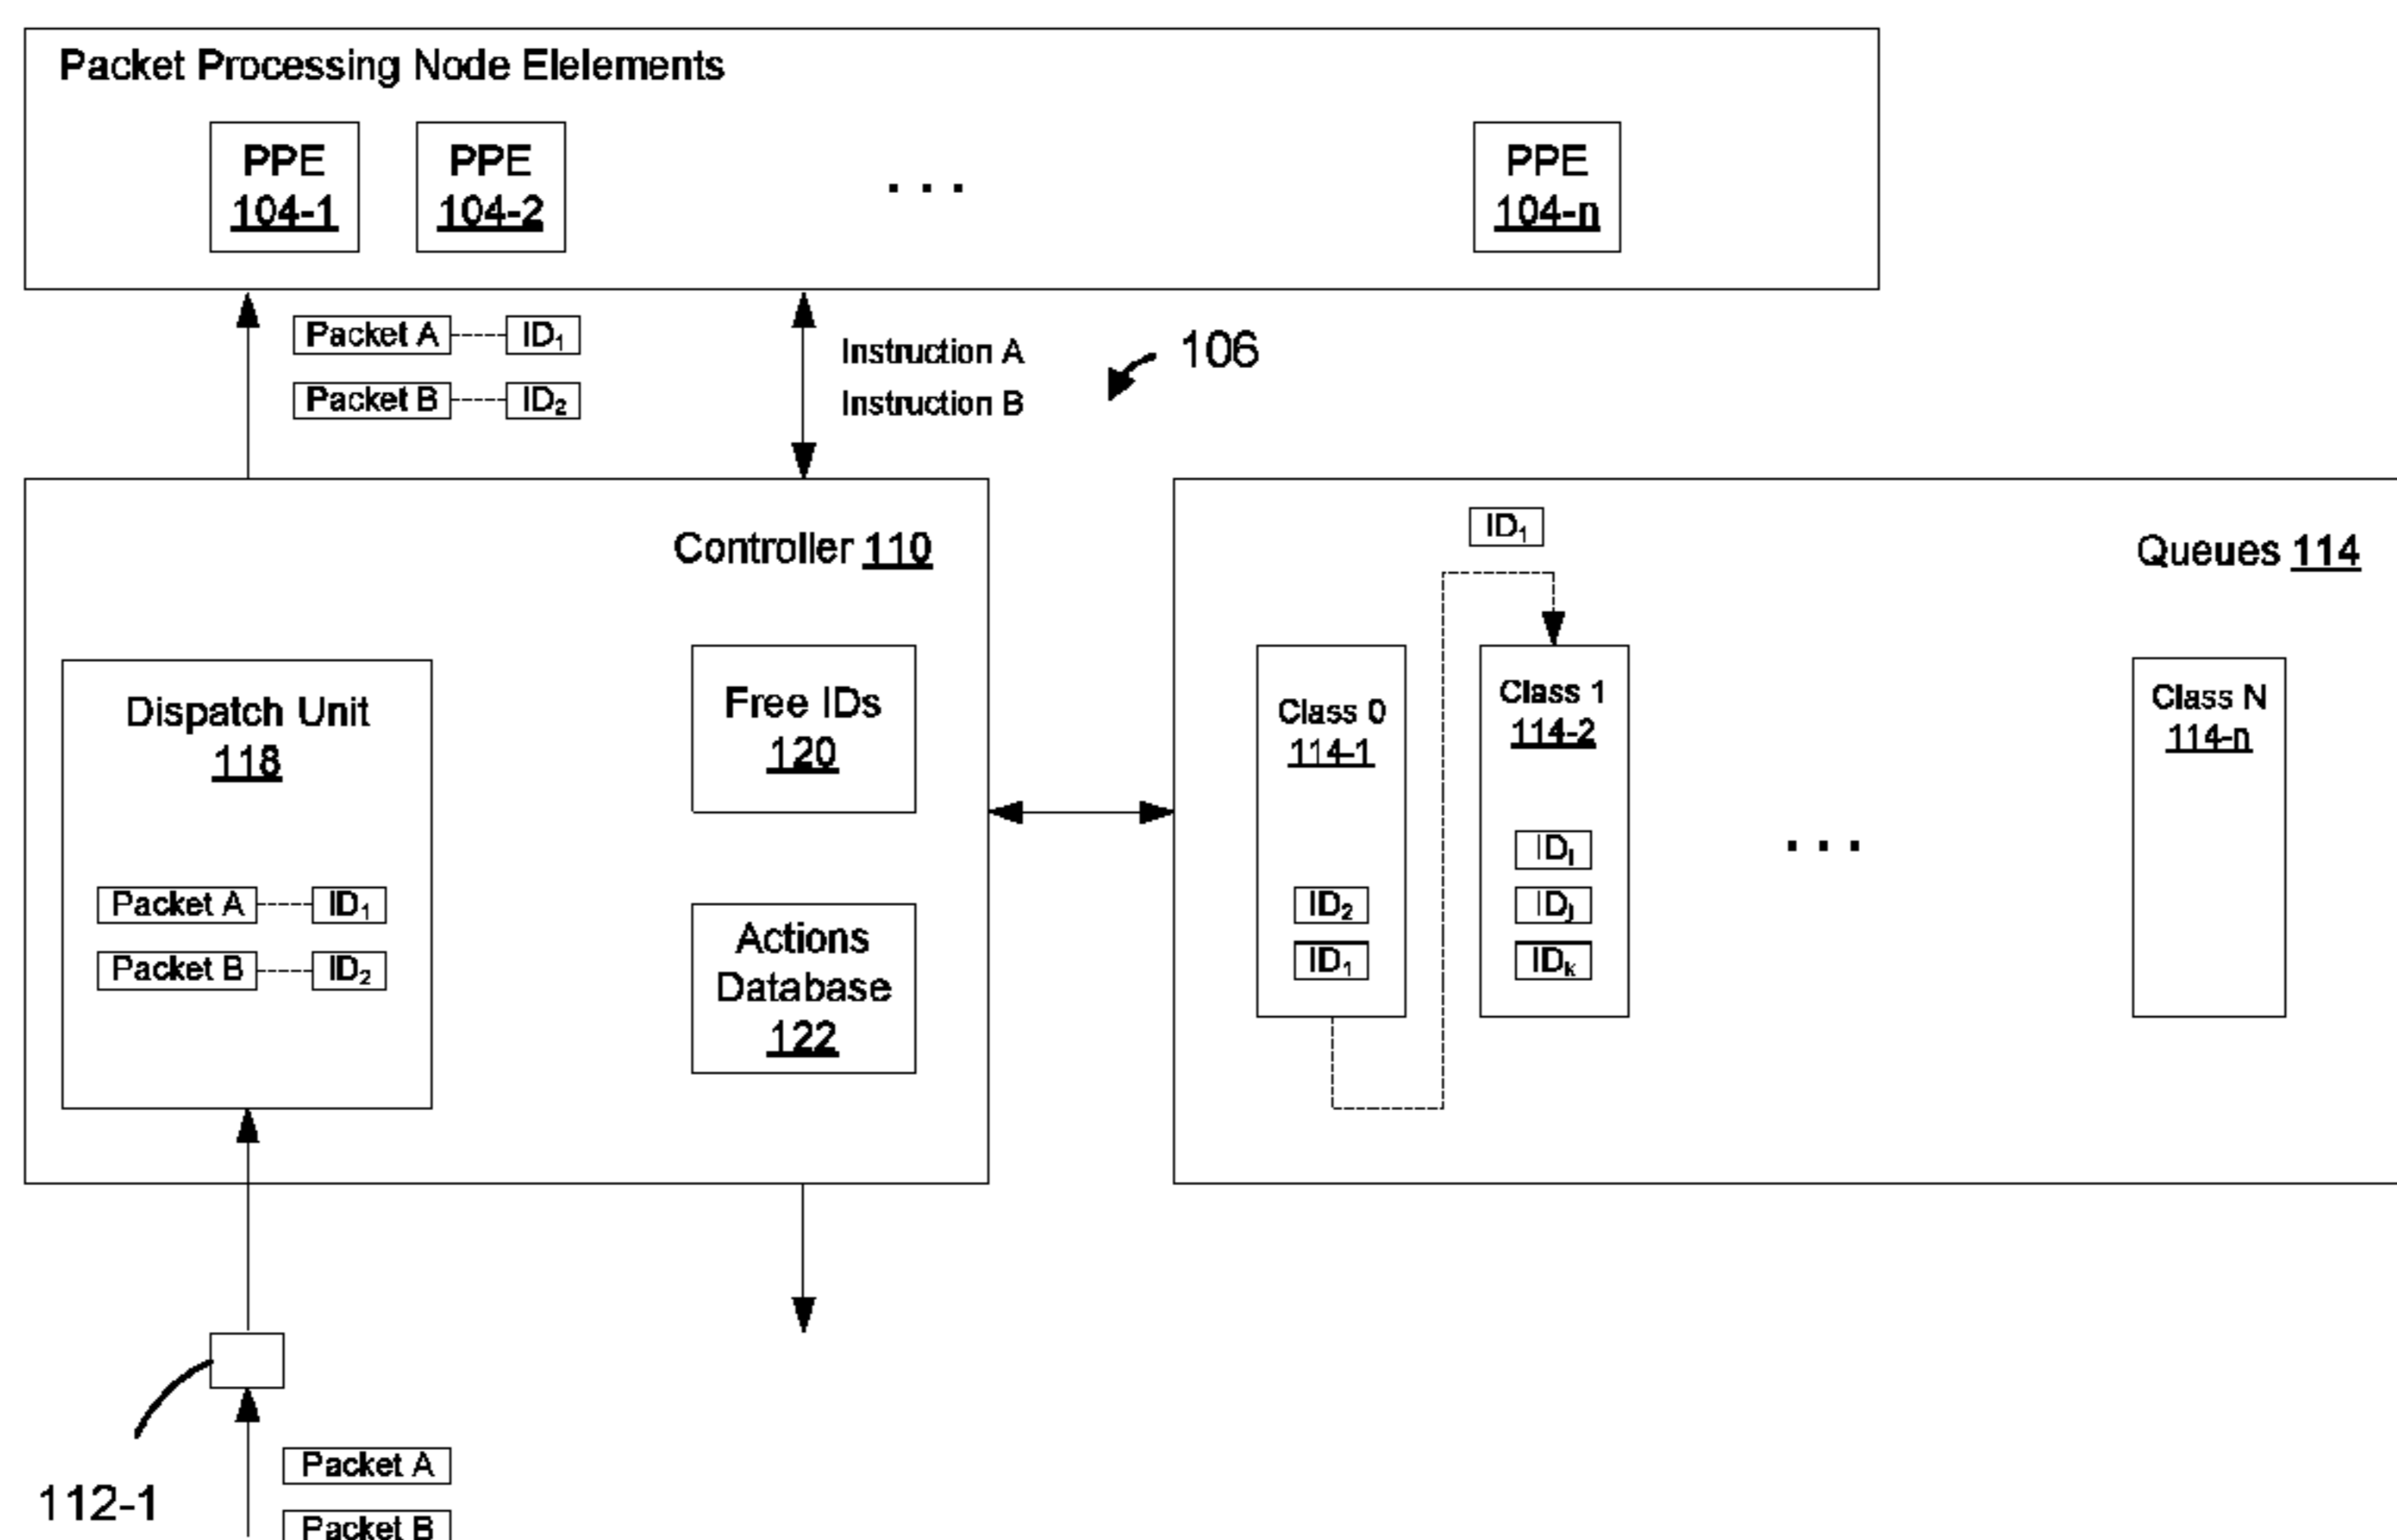 Packet Processing Node Elelements
PPE
104-1
PPE
104-2
. . .
PPE
104-n
Packet A
ID₁
Packet B
ID₂
Instruction A
Instruction B
106
Controller 110
Dispatch Unit
118
Packet A
ID₁
Packet B
ID₂
Free IDs
120
Actions
Database
122
Queues 114
ID₁
Class 0
114-1
ID₂
ID₁
Class 1
114-2
IDᵢ
IDⱼ
IDₖ
. . .
Class N
114-n
112-1
Packet A
Packet B